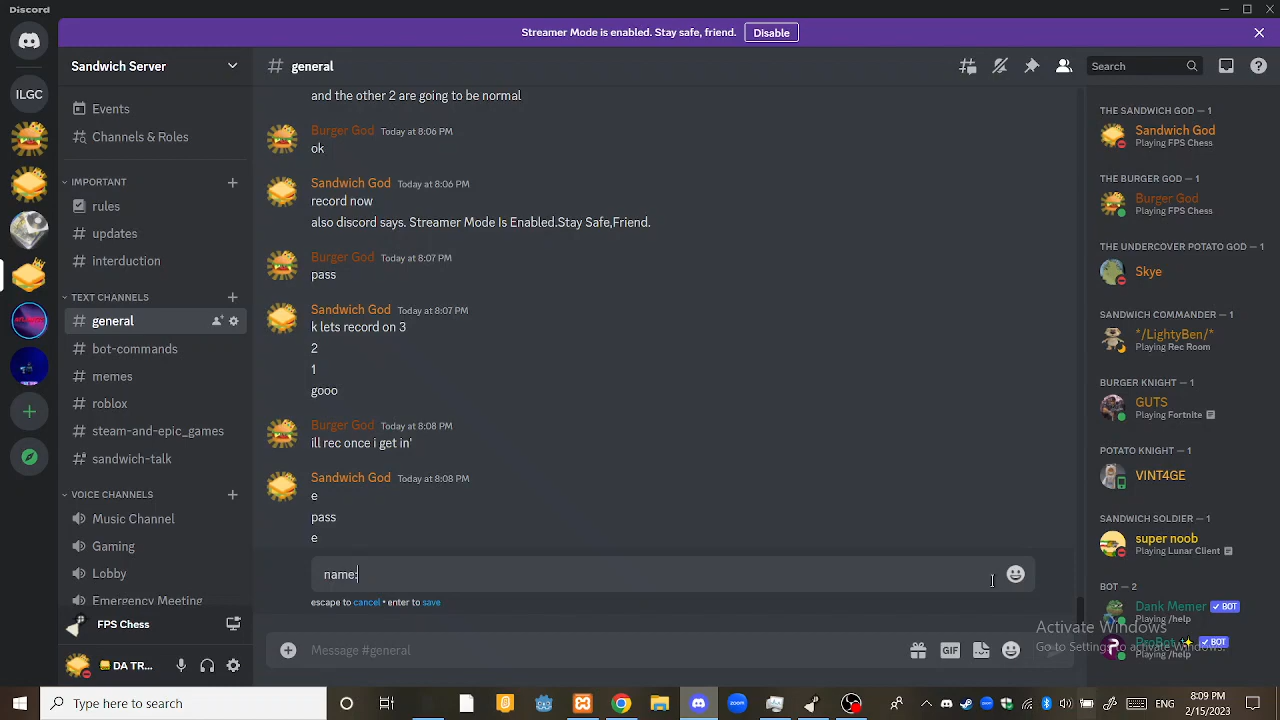 Discord
Streamer Mode is enabled. Stay safe, friend.
Disable
Sandwich Server
general
Search
ILGC
Events
Channels & Roles
IMPORTANT
rules
updates
interduction
TEXT CHANNELS
general
bot-commands
memes
roblox
steam-and-epic_games
sandwich-talk
VOICE CHANNELS
Music Channel
Gaming
Lobby
Emergency Meeting
FPS Chess
DA TR...
and the other 2 are going to be normal
Burger God Today at 8:06 PM
ok
Sandwich God Today at 8:06 PM
record now
also discord says. Streamer Mode Is Enabled.Stay Safe,Friend.
Burger God Today at 8:07 PM
pass
Sandwich God Today at 8:07 PM
k lets record on 3
2
1
gooo
Burger God Today at 8:08 PM
ill rec once i get in'
Sandwich God Today at 8:08 PM
e
pass
e
name:
escape to cancel • enter to save
Message #general
GIF
THE SANDWICH GOD — 1
Sandwich God
Playing FPS Chess
THE BURGER GOD — 1
Burger God
Playing FPS Chess
THE UNDERCOVER POTATO GOD — 1
Skye
SANDWICH COMMANDER — 1
*/LightyBen/*
Playing Rec Room
BURGER KNIGHT — 1
GUTS
Playing Fortnite
POTATO KNIGHT — 1
VINT4GE
SANDWICH SOLDIER — 1
super noob
Playing Lunar Client
BOT — 2
Dank Memer BOT
Playing /help
ProBot BOT
Playing /help
Activate Windows
Go to Settings to activate Windows.
Type here to search
zoom
ENG
8:09 PM
2/15/2023